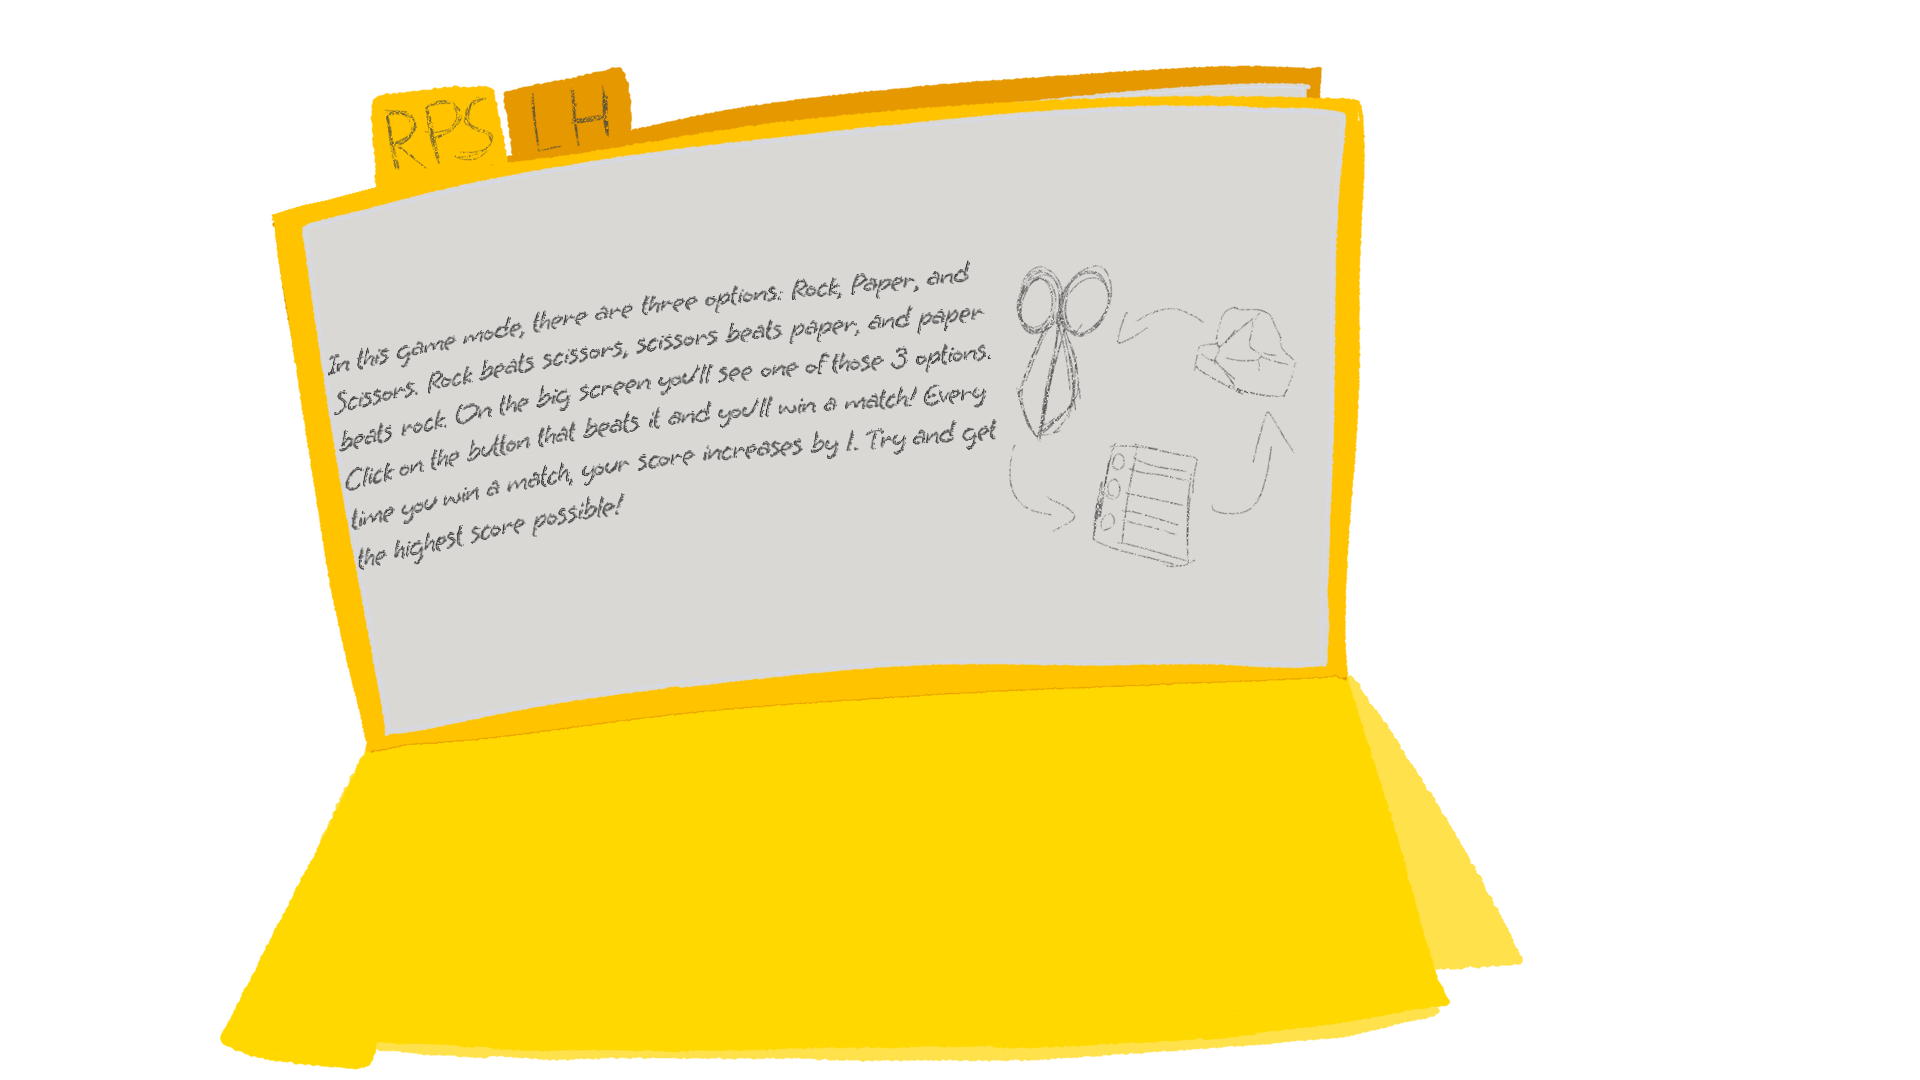 RPS LH
In this game mode, there are three options: Rock, Paper, and
Scissors. Rock beats scissors, scissors beats paper, and paper
beats rock. On the big screen you'll see one of those 3 options.
Click on the button that beats it and you'll win a match! Every
time you win a match, your score increases by 1. Try and get
the highest score possible!